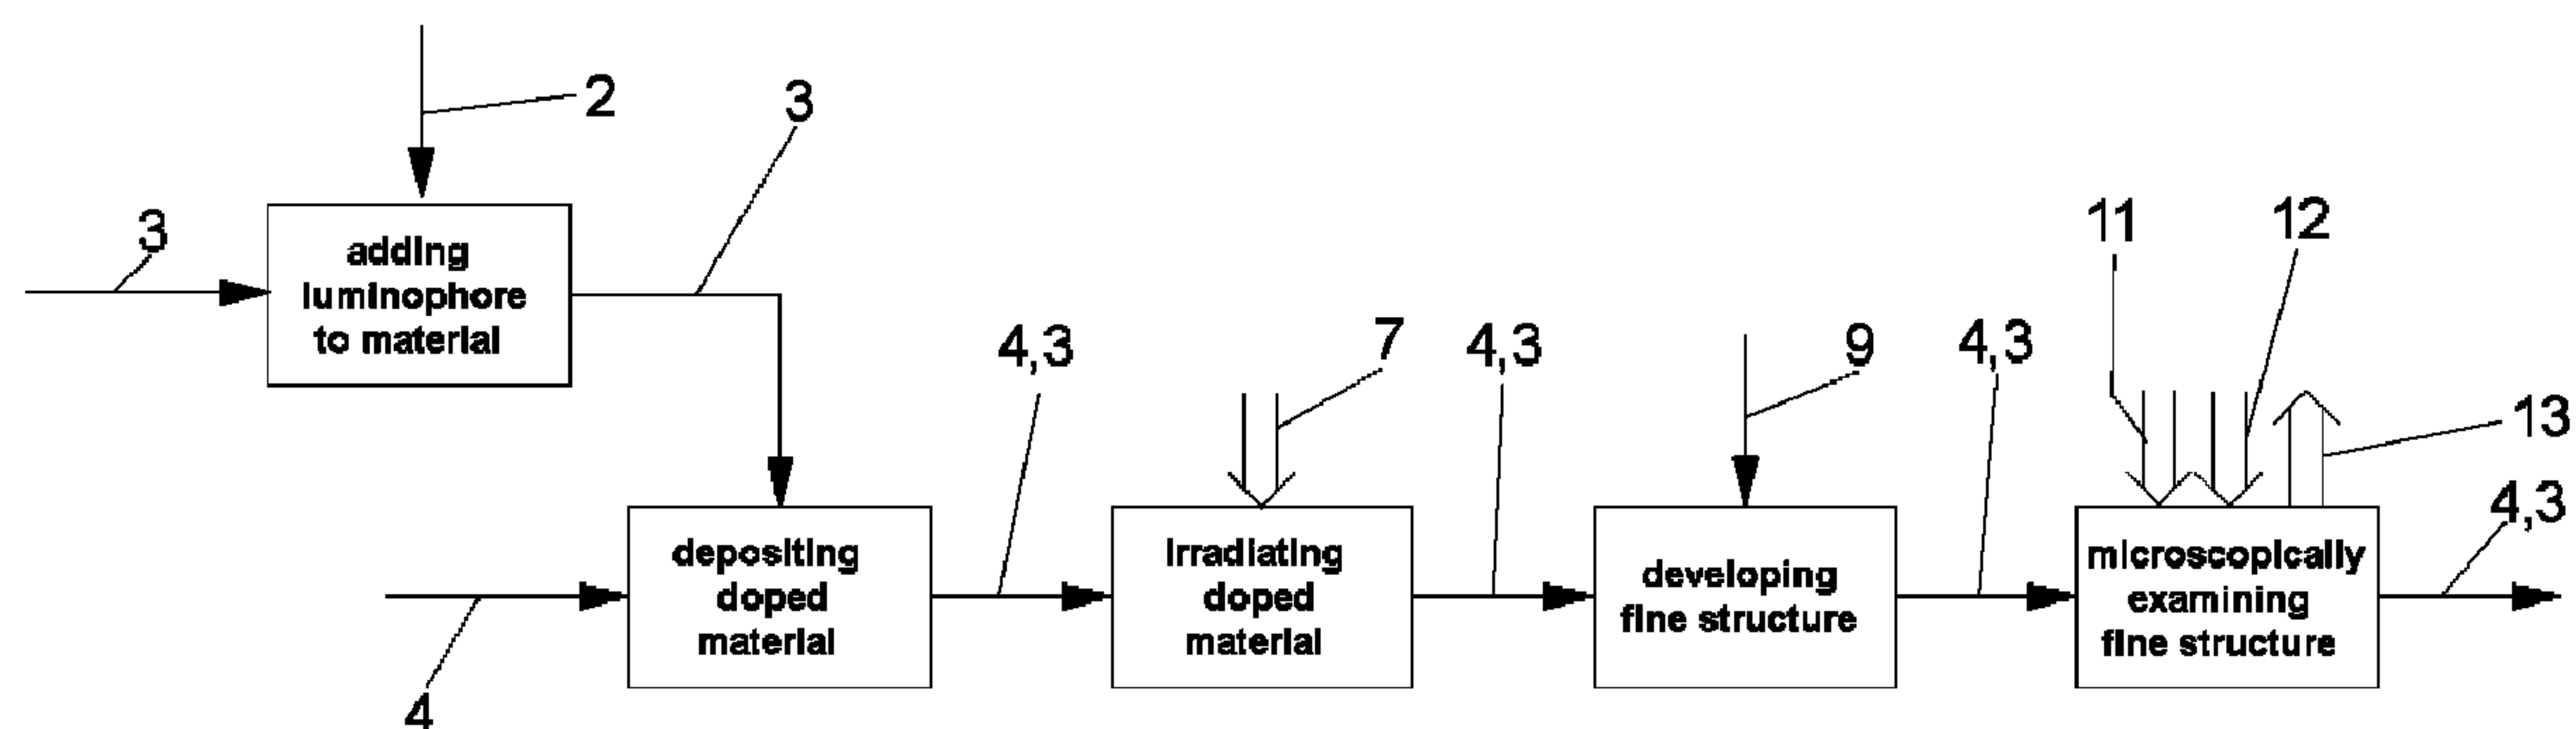 2
3
3
adding
luminophore
to material
11
12
4,3
7
4,3
9
4,3
13
4,3
depositing
doped
material
irradiating
doped
material
developing
fine structure
microscopically
examining
fine structure
4